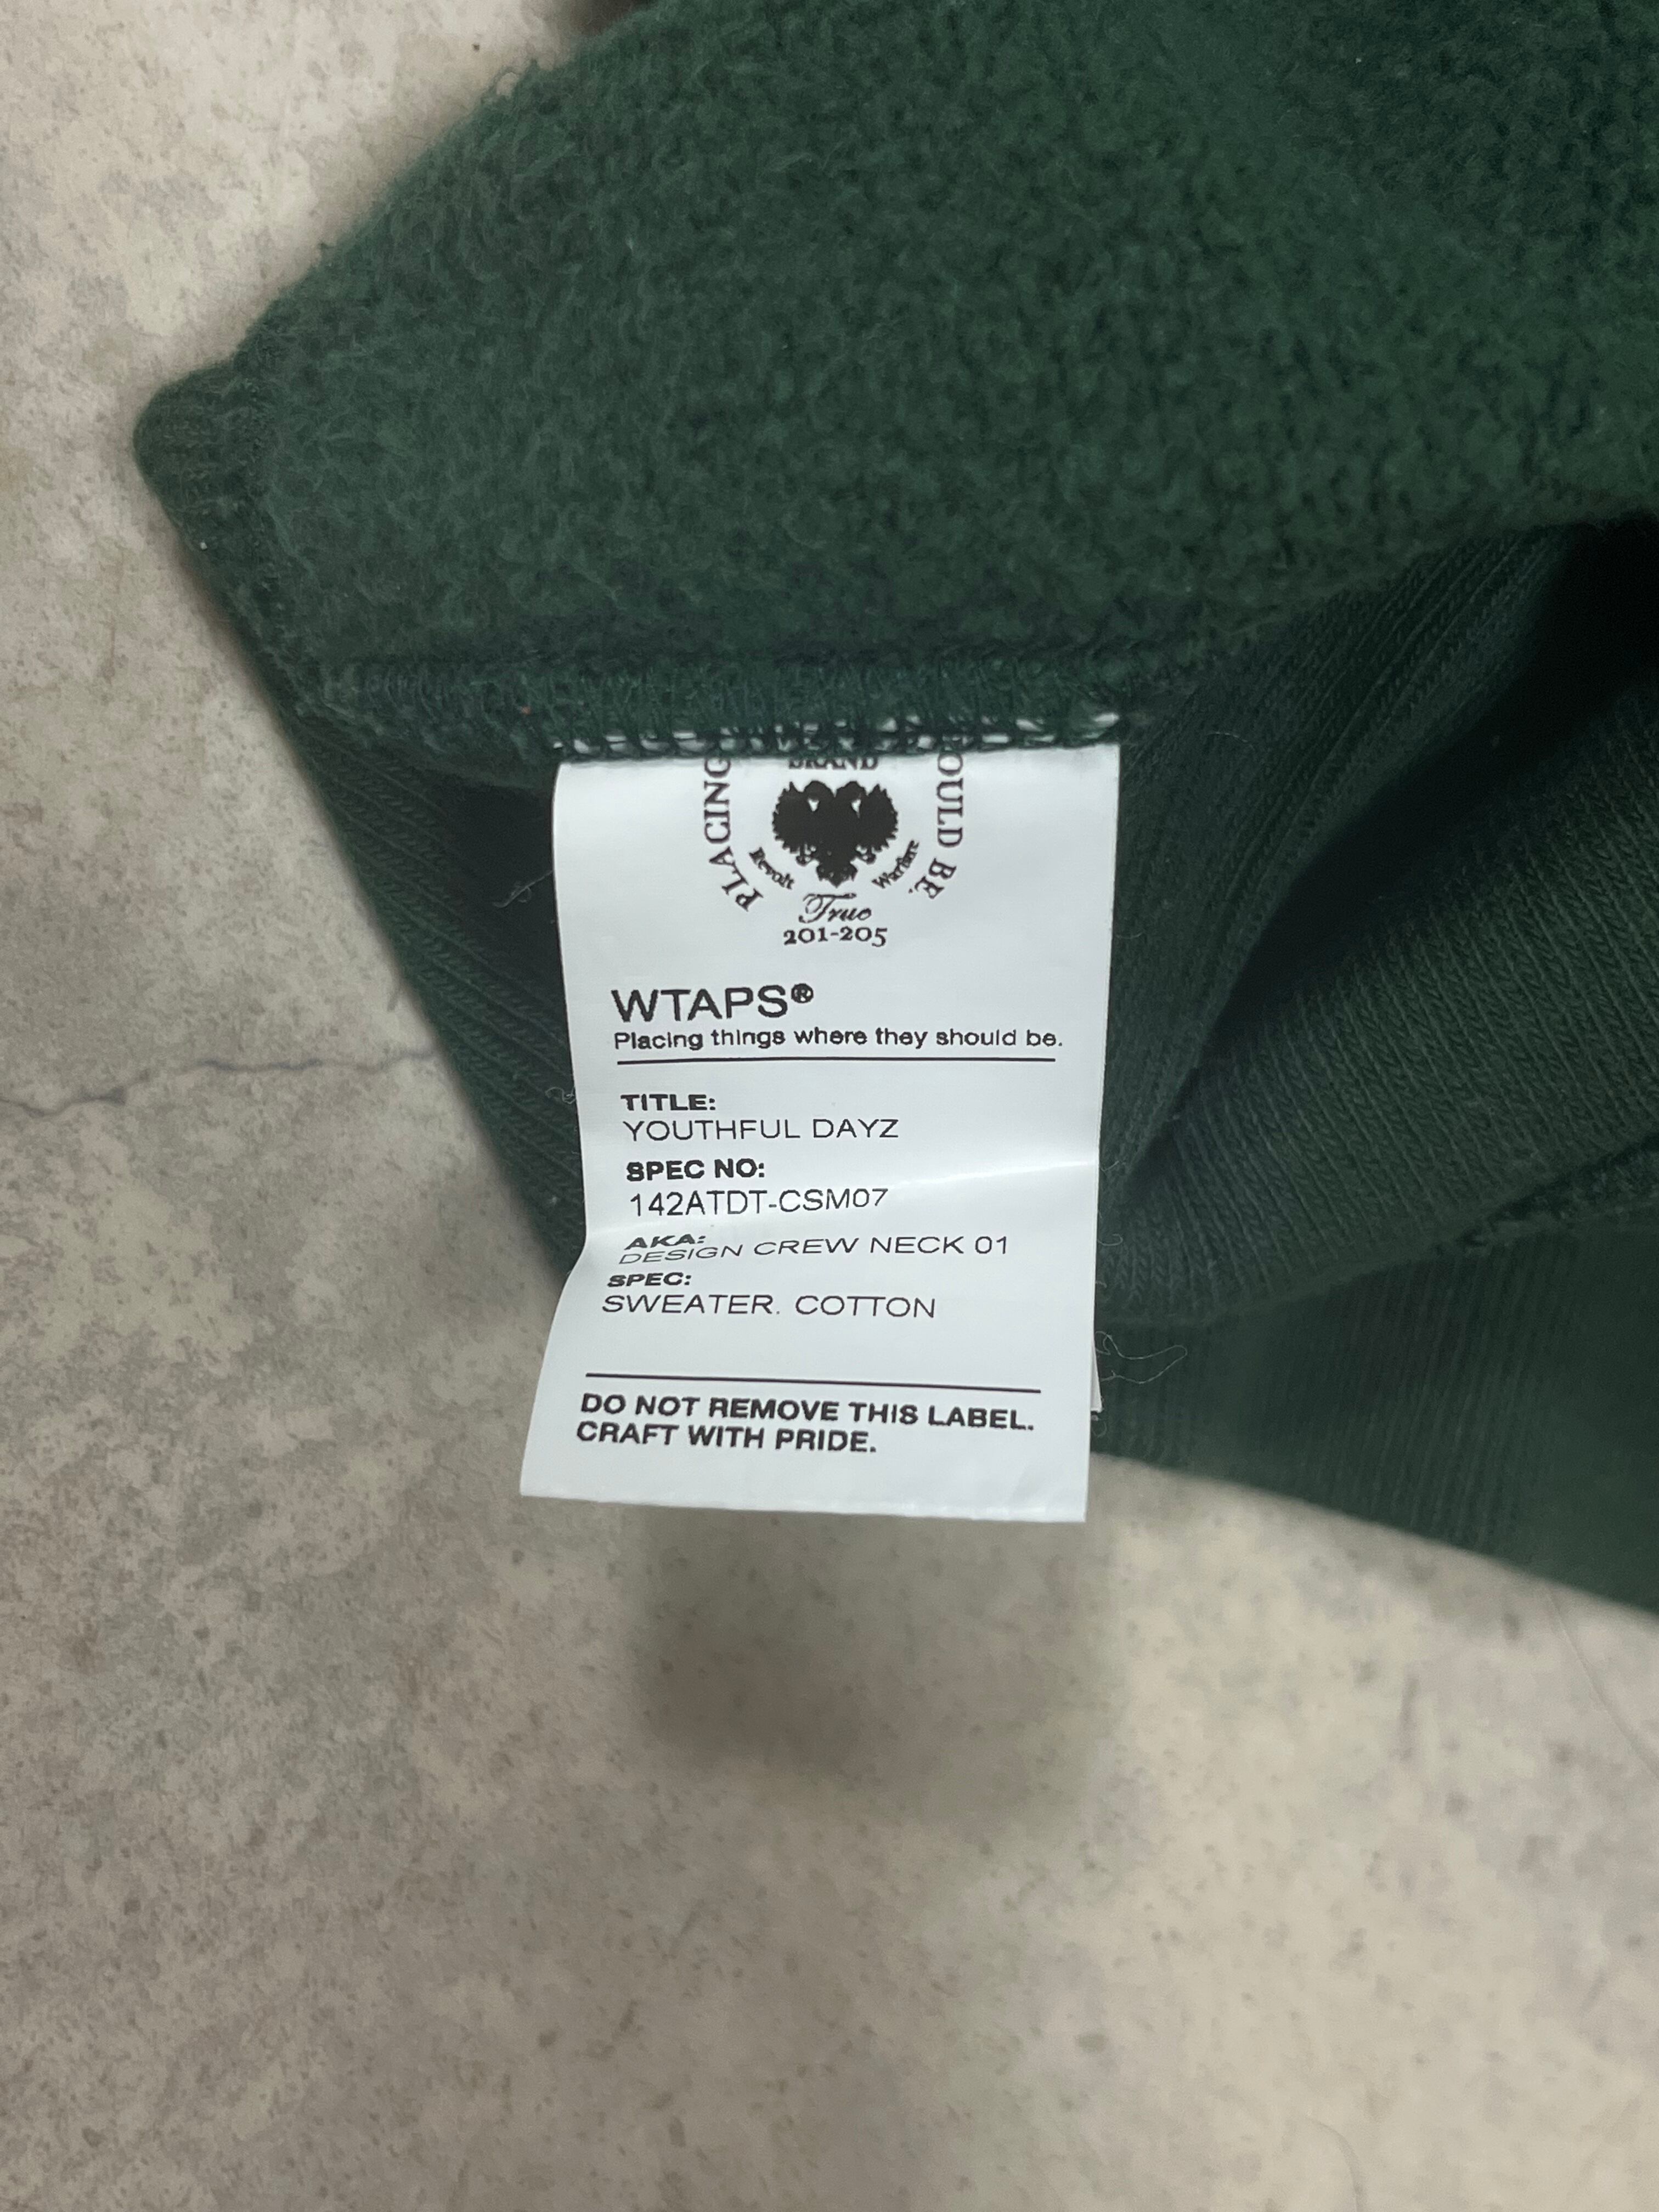 BRAND
PLACING
OULD BE.
Revolt
Warfare
True
201-205
WTAPS®
Placing things where they should be.
TITLE:
YOUTHFUL DAYZ
SPEC NO:
142ATDT-CSM07
AKA:
DESIGN CREW NECK 01
SPEC:
SWEATER. COTTON
DO NOT REMOVE THIS LABEL.
CRAFT WITH PRIDE.